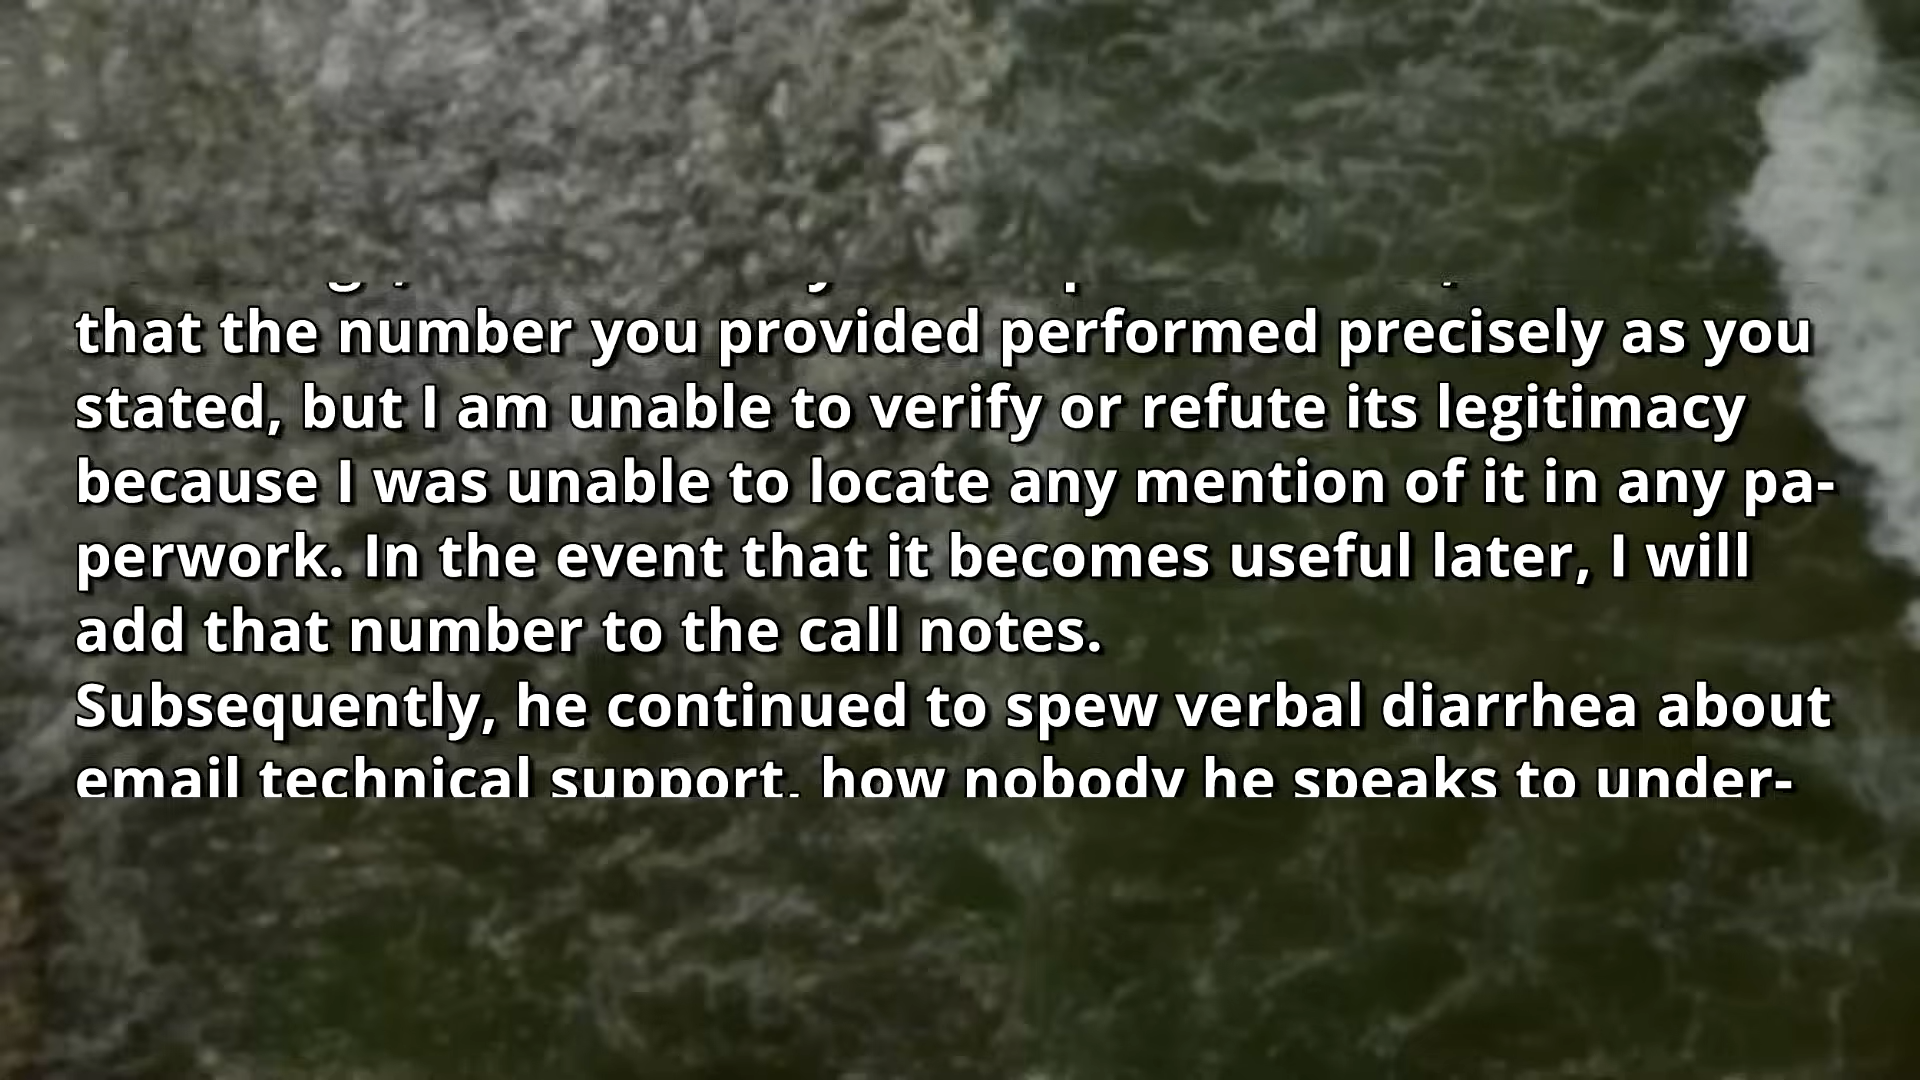 that the number you provided performed precisely as you
stated, but I am unable to verify or refute its legitimacy
because I was unable to locate any mention of it in any pa-
perwork. In the event that it becomes useful later, I will
add that number to the call notes.
Subsequently, he continued to spew verbal diarrhea about
email technical support, how nobody he speaks to under-